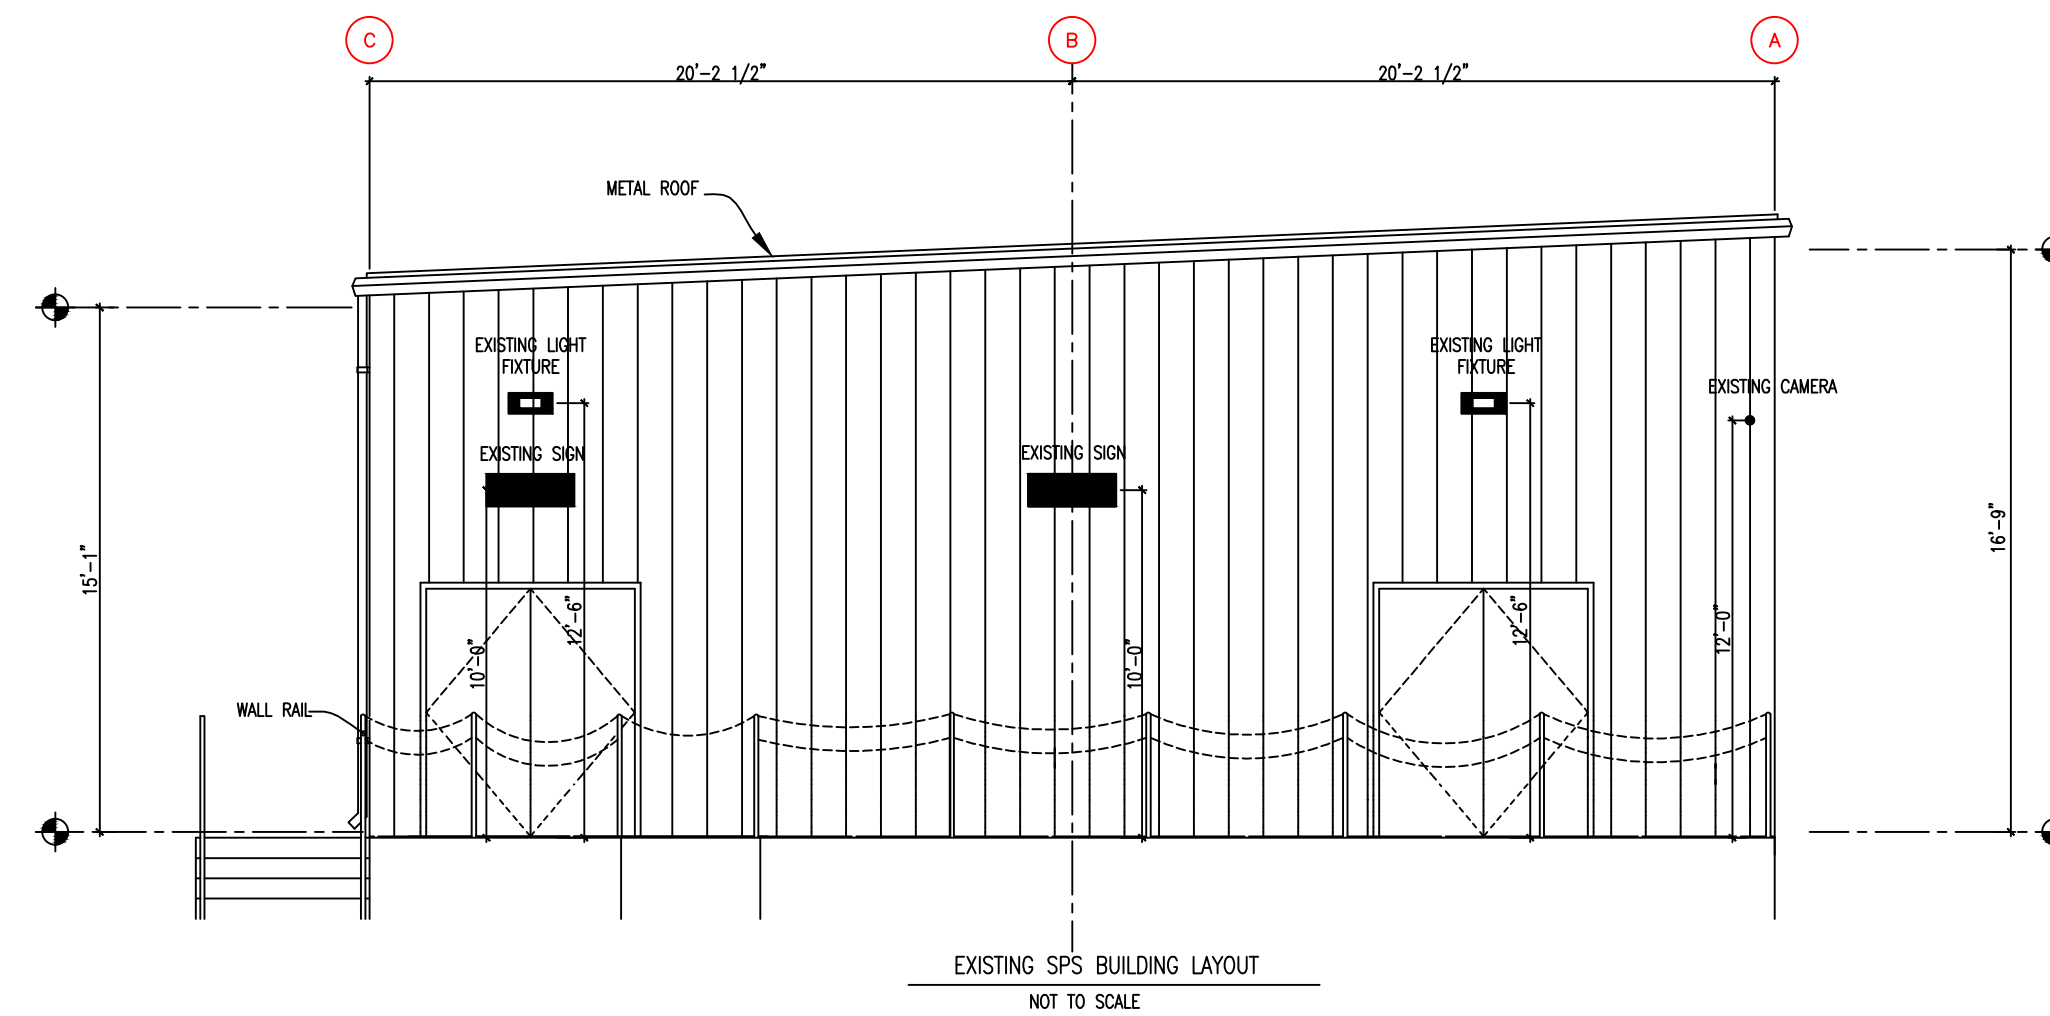 C
B
A
20'-2 1/2"
20'-2 1/2"
METAL ROOF
EXISTING LIGHT
FIXTURE
EXISTING LIGHT
FIXTURE
EXISTING CAMERA
EXISTING SIGN
EXISTING SIGN
15'-1"
16'-9"
12'-6"
12'-6"
12'-0"
10'-0"
10'-0"
WALL RAIL
EXISTING SPS BUILDING LAYOUT
NOT TO SCALE